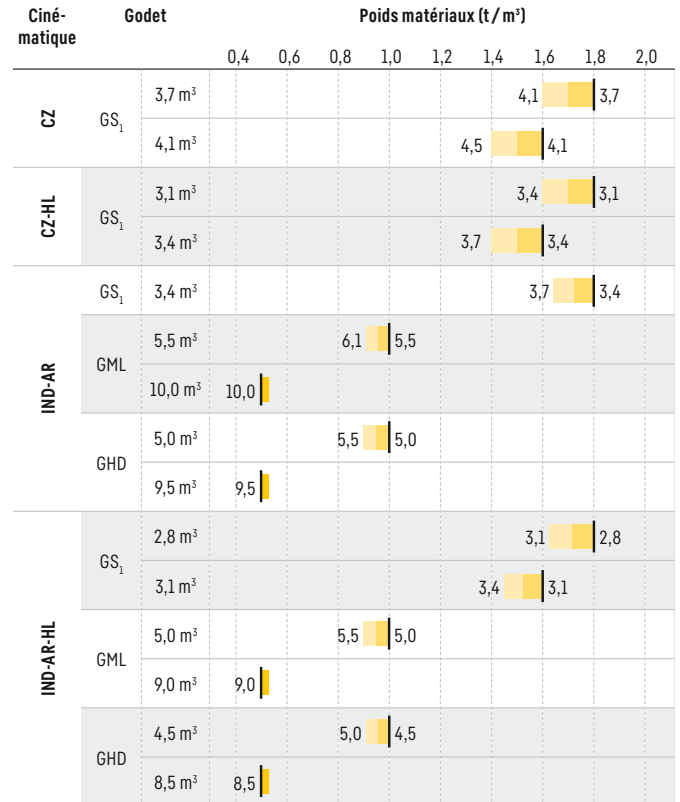 Ciné-
matique Godet Poids matériaux (t / m³)
0,4 0,6 0,8 1,0 1,2 1,4 1,6 1,8 2,0
CZ GS₁ 3,7 m³ 4,1 3,7
4,1 m³ 4,5 4,1
CZ-HL GS₁ 3,1 m³ 3,4 3,1
3,4 m³ 3,7 3,4
IND-AR GS₁ 3,4 m³ 3,7 3,4
GML 5,5 m³ 6,1 5,5
10,0 m³ 10,0
GHD 5,0 m³ 5,5 5,0
9,5 m³ 9,5
IND-AR-HL GS₁ 2,8 m³ 3,1 2,8
3,1 m³ 3,4 3,1
GML 5,0 m³ 5,5 5,0
9,0 m³ 9,0
GHD 4,5 m³ 5,0 4,5
8,5 m³ 8,5